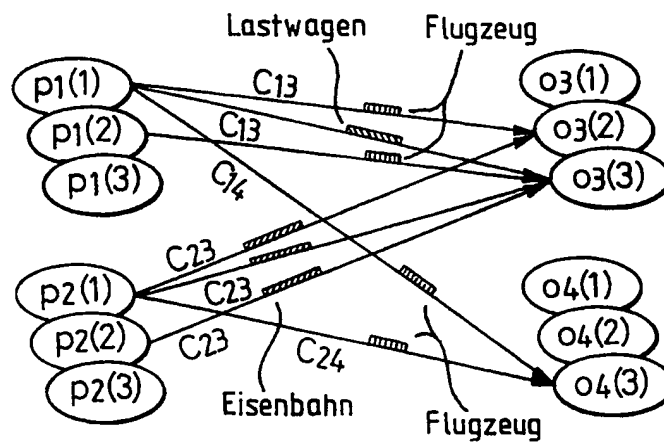 Lastwagen Flugzeug
p1(1) C13 o3(1)
p1(2) C13 o3(2)
p1(3) C14 o3(3)
C23
p2(1) C23 o4(1)
p2(2) C23 C24 o4(2)
p2(3) o4(3)
Eisenbahn Flugzeug